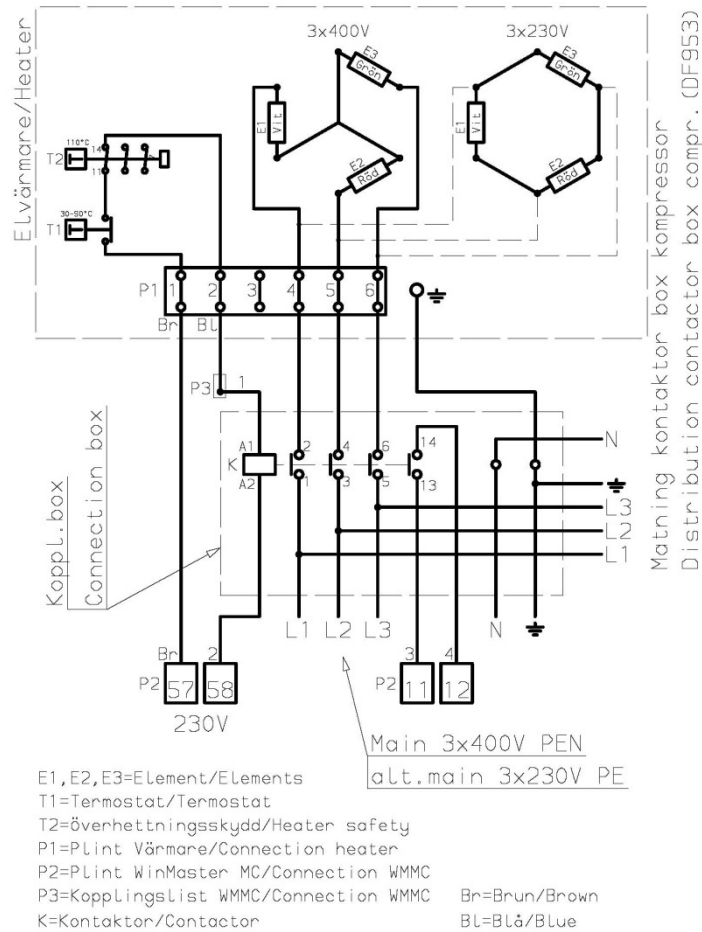 3x400V
3x230V
Elvärmare/Heater
E3
Grön
E1
Vit
E2
Röd
E3
Grön
E1
Vit
E2
Röd
110°C
T2
14
11
30-90°C
T1
P1 1 2 3 4 5 6
Br Bl
P3 1
A1
K
A2
2 4 6 14
1 3 5 13
N
L3
L2
L1
Matning kontaktor box kompressor
Distribution contactor box compr. (DF953)
Koppl.box
Connection box
L1 L2 L3 N
Br 2 3 4
P2 57 58 P2 11 12
230V
Main 3x400V PEN
alt.main 3x230V PE
E1,E2,E3=Element/Elements
T1=Termostat/Termostat
T2=Överhettningsskydd/Heater safety
P1=Plint Värmare/Connection heater
P2=Plint WinMaster MC/Connection WMMC
P3=Kopplingslist WMMC/Connection WMMC Br=Brun/Brown
K=Kontaktor/Contactor Bl=Blå/Blue